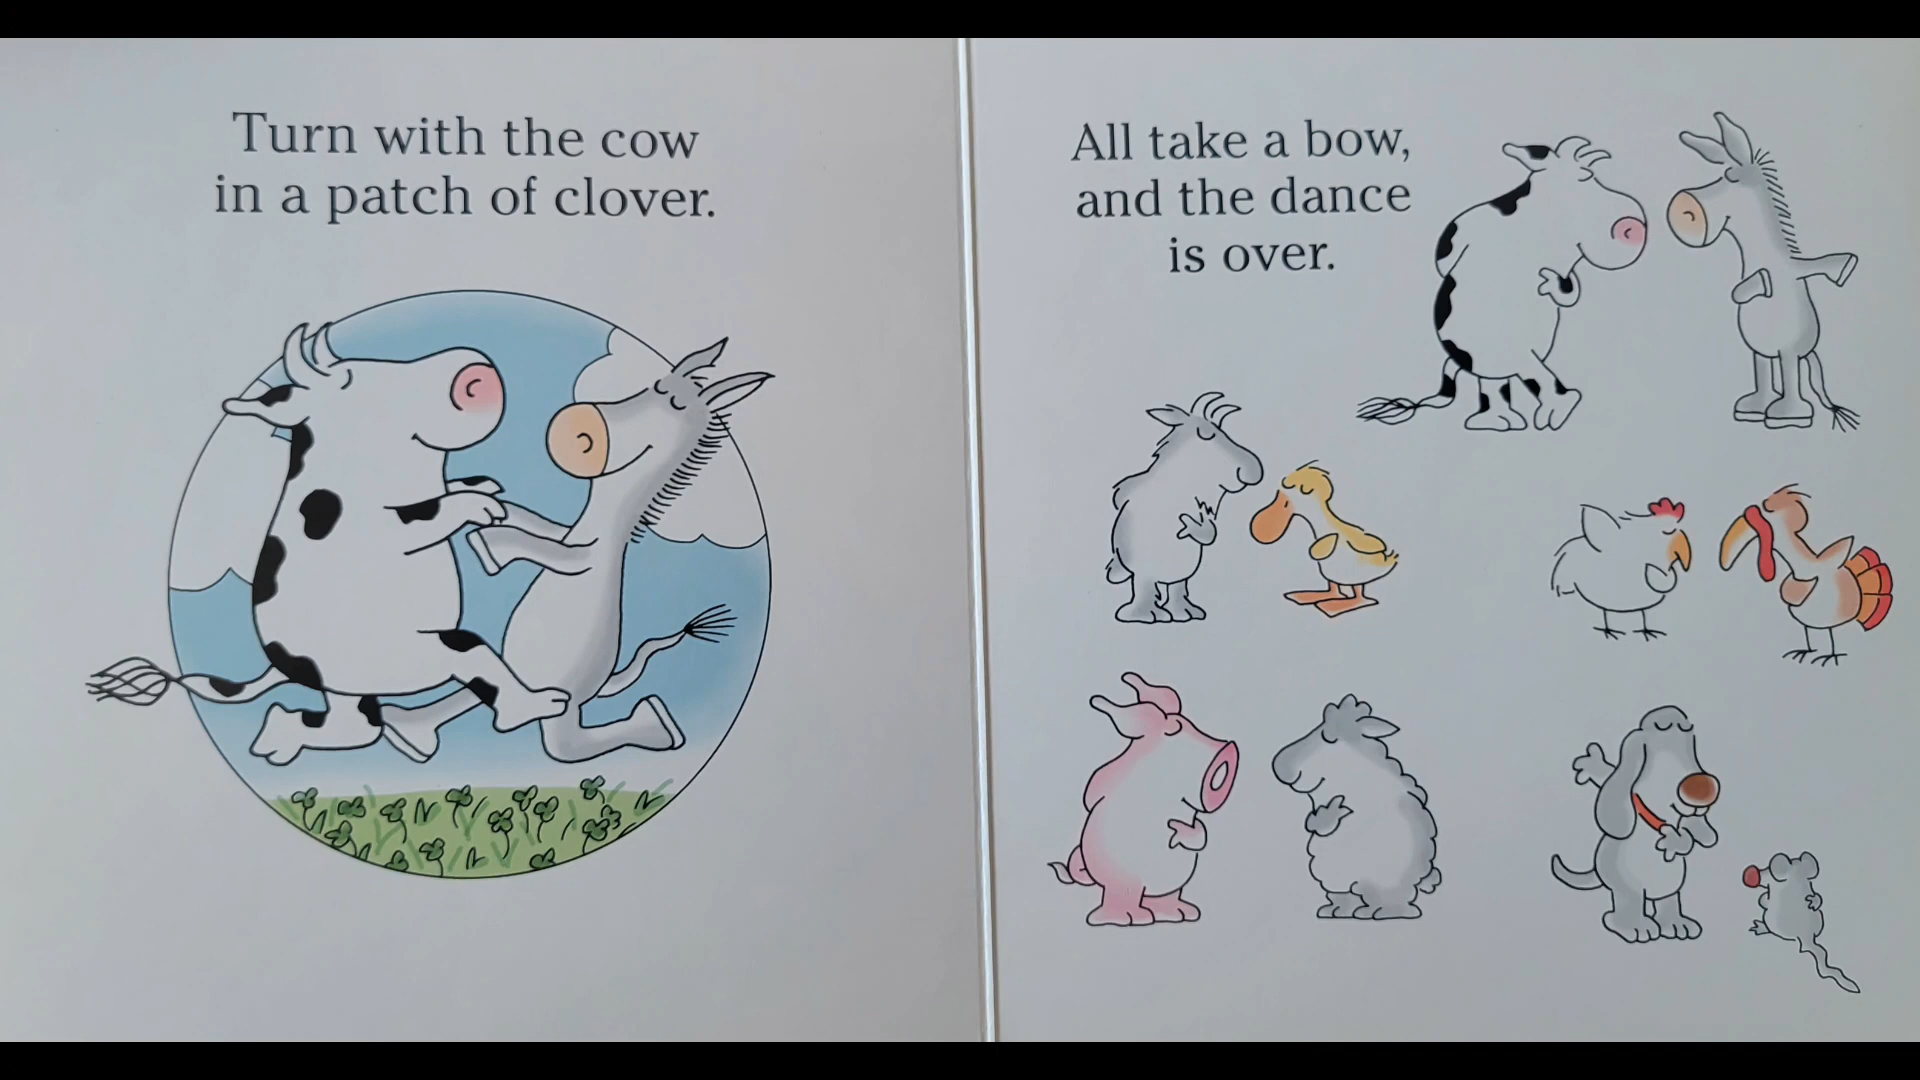 Turn with the cow
in a patch of clover.
All take a bow,
and the dance
is over.